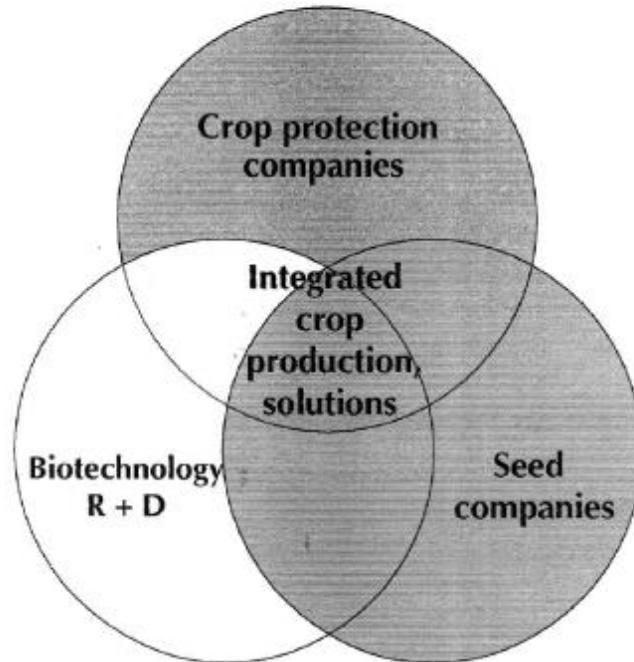 Crop protection
companies
Integrated
crop
production,
solutions
Biotechnology
R + D
Seed
companies